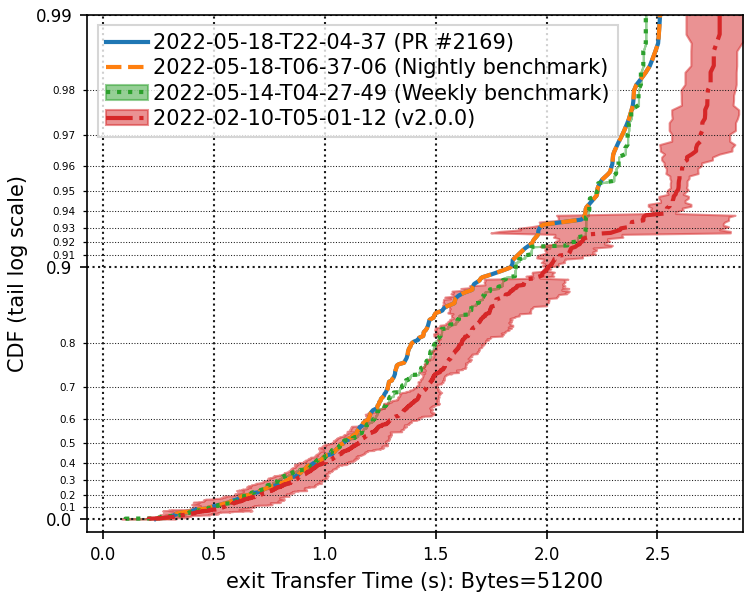 0.99
2022-05-18-T22-04-37 (PR #2169)
2022-05-18-T06-37-06 (Nightly benchmark)
2022-05-14-T04-27-49 (Weekly benchmark)
2022-02-10-T05-01-12 (v2.0.0)
0.98
0.97
0.96
0.95
0.94
0.93
0.92
0.91
0.9
0.8
0.7
0.6
0.5
0.4
0.3
0.2
0.1
0.0
CDF (tail log scale)
0.0 0.5 1.0 1.5 2.0 2.5
exit Transfer Time (s): Bytes=51200